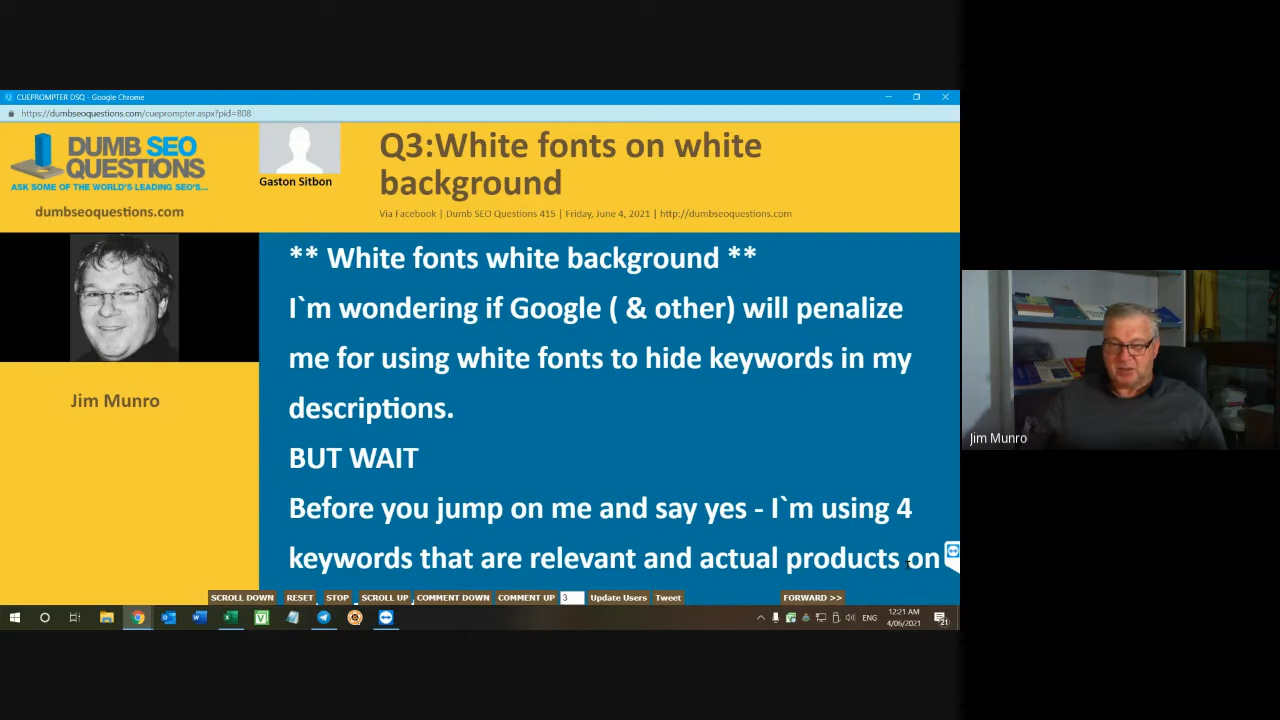 CUEPROMPTER DSQ - Google Chrome
https://dumbseoquestions.com/cueprompter.aspx?pid=808
DUMB SEO
QUESTIONS
ASK SOME OF THE WORLD'S LEADING SEO'S...
dumbseoquestions.com
Gaston Sitbon
Q3:White fonts on white
background
Via Facebook | Dumb SEO Questions 415 | Friday, June 4, 2021 | http://dumbseoquestions.com
Jim Munro
** White fonts white background **
I`m wondering if Google ( & other) will penalize
me for using white fonts to hide keywords in my
descriptions.
BUT WAIT
Before you jump on me and say yes - I`m using 4
keywords that are relevant and actual products on
Jim Munro
SCROLL DOWN RESET STOP SCROLL UP COMMENT DOWN COMMENT UP 3 Update Users Tweet FORWARD >>
ENG
12:21 AM
4/06/2021
21